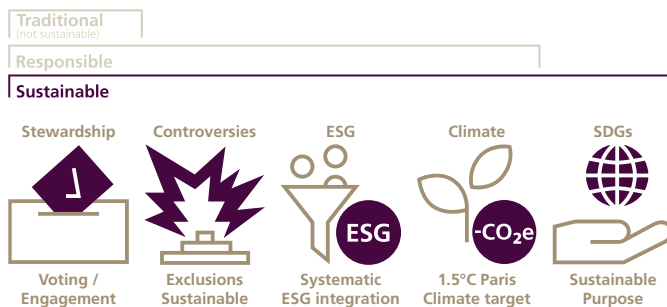 Traditional
(not sustainable)
Responsible
Sustainable
Stewardship
Controversies
ESG
Climate
SDGs
ESG
-CO₂e
Voting /
Engagement
Exclusions
Sustainable
Systematic
ESG integration
1.5°C Paris
Climate target
Sustainable
Purpose